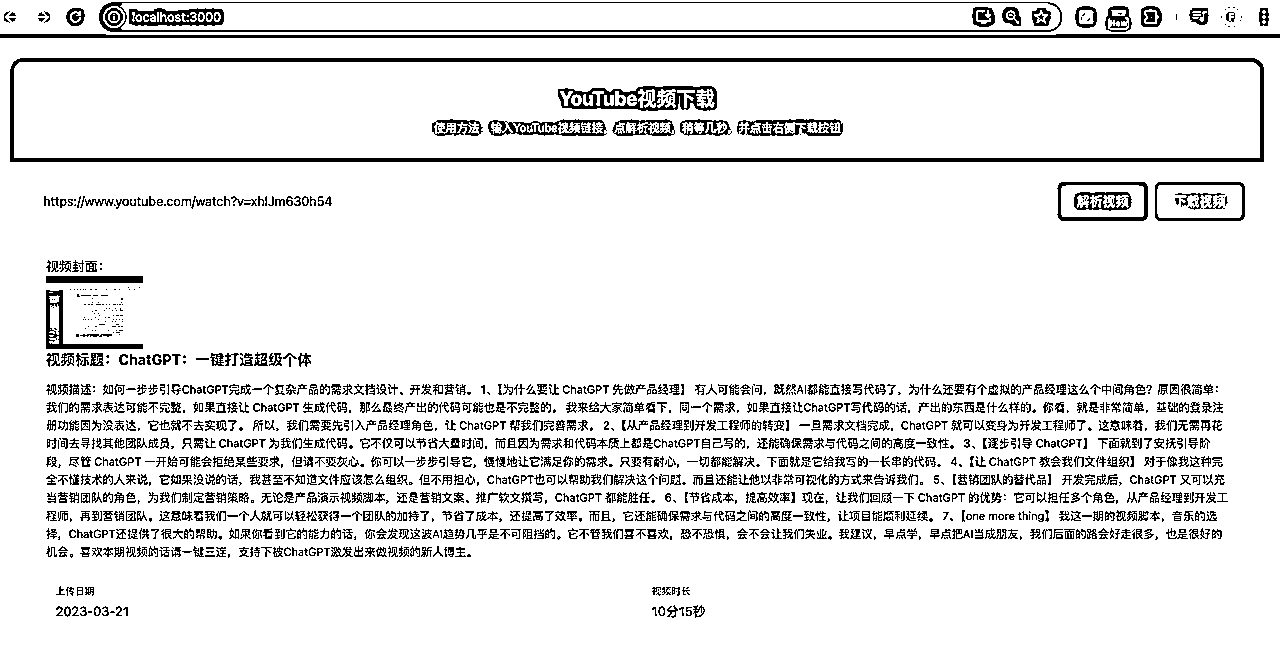 localhost:3000
YouTube视频下载
使用方法: 输入YouTube视频链接, 点解析视频, 稍等几秒, 并点击右侧下载按钮
https://www.youtube.com/watch?v=xhIJm630h54
解析视频
下载视频
视频封面：
视频标题：ChatGPT：一键打造超级个体
视频描述：如何一步步引导ChatGPT完成一个复杂产品的需求文档设计、开发和营销。 1、【为什么要让 ChatGPT 先做产品经理】 有人可能会问，既然AI都能直接写代码了，为什么还要有个虚拟的产品经理这么个中间角色？原因很简单：
我们的需求表达可能不完整，如果直接让 ChatGPT 生成代码，那么最终产出的代码可能也是不完整的。 我来给大家简单看下，同一个需求，如果直接让ChatGPT写代码的话，产出的东西是什么样的。你看，就是非常简单，基础的登录注
册功能因为没表达，它也就不去实现了。 所以，我们需要先引入产品经理角色，让 ChatGPT 帮我们完善需求。 2、【从产品经理到开发工程师的转变】 一旦需求文档完成，ChatGPT 就可以变身为开发工程师了。这意味着，我们无需再花
时间去寻找其他团队成员，只需让 ChatGPT 为我们生成代码。它不仅可以节省大量时间，而且因为需求和代码本质上都是ChatGPT自己写的，还能确保需求与代码之间的高度一致性。 3、【逐步引导 ChatGPT】 下面就到了安抚引导阶
段，尽管 ChatGPT 一开始可能会拒绝某些要求，但请不要灰心。你可以一步步引导它，慢慢地让它满足你的需求。只要有耐心，一切都能解决。下面就是它给我写的一长串的代码。 4、【让 ChatGPT 教会我们文件组织】 对于像我这种完
全不懂技术的人来说，它如果没说的话，我甚至不知道文件应该怎么组织。但不用担心，ChatGPT也可以帮助我们解决这个问题。而且还能让他以非常可视化的方式来告诉我们。 5、【营销团队的替代品】 开发完成后，ChatGPT 又可以充
当营销团队的角色，为我们制定营销策略。无论是产品演示视频脚本，还是营销文案、推广软文撰写，ChatGPT 都能胜任。 6、【节省成本，提高效率】现在，让我们回顾一下 ChatGPT 的优势：它可以担任多个角色，从产品经理到开发工
程师，再到营销团队。这意味着我们一个人就可以轻松获得一个团队的加持了，节省了成本，还提高了效率。而且，它还能确保需求与代码之间的高度一致性，让项目能顺利延续。 7、【one more thing】 我这一期的视频脚本，音乐的选
择，ChatGPT还提供了很大的帮助。如果你看到它的能力的话，你会发现这波AI趋势几乎是不可阻挡的。它不管我们喜不喜欢，恐不恐惧，会不会让我们失业。我建议，早点学，早点把AI当成朋友，我们后面的路会好走很多，也是很好的
机会。喜欢本期视频的话请一键三连，支持下被ChatGPT激发出来做视频的新人博主。
上传日期
视频时长
2023-03-21
10分15秒